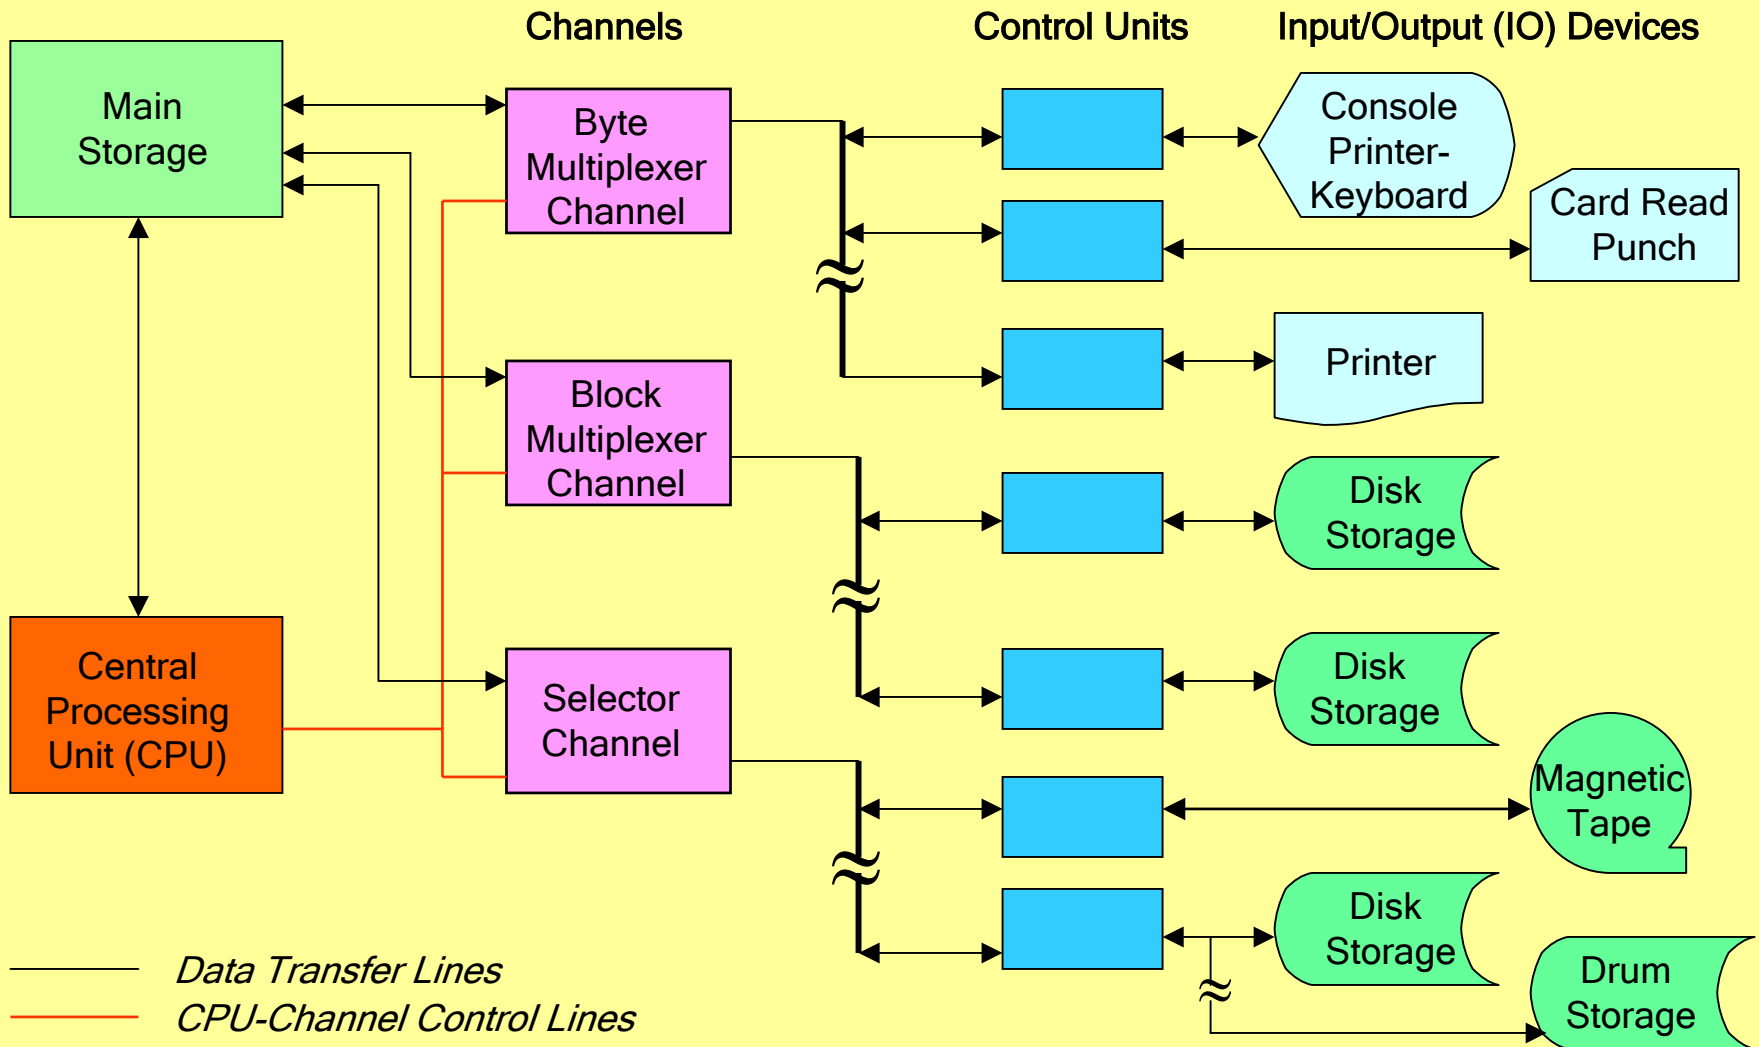 Channels
Control Units
Input/Output (IO) Devices
Main
Storage
Byte
Multiplexer
Channel
Console
Printer-
Keyboard
Card Read
Punch
Printer
Block
Multiplexer
Channel
Disk
Storage
Central
Processing
Unit (CPU)
Selector
Channel
Disk
Storage
Magnetic
Tape
Disk
Storage
Drum
Storage
Data Transfer Lines
CPU-Channel Control Lines